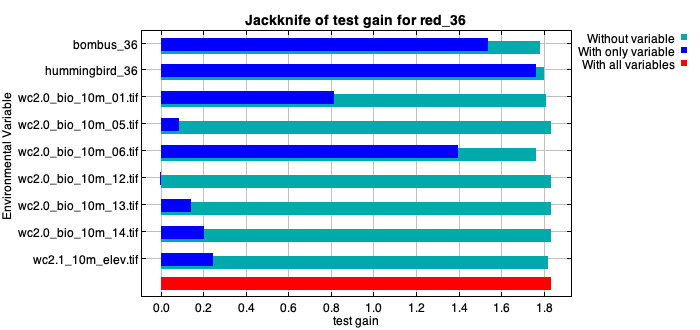 Jackknife of test gain for red_36
Without variable
With only variable
With all variables
Environmental Variable
bombus_36
hummingbird_36
wc2.0_bio_10m_01.tif
wc2.0_bio_10m_05.tif
wc2.0_bio_10m_06.tif
wc2.0_bio_10m_12.tif
wc2.0_bio_10m_13.tif
wc2.0_bio_10m_14.tif
wc2.1_10m_elev.tif
0.0 0.2 0.4 0.6 0.8 1.0 1.2 1.4 1.6 1.8
test gain